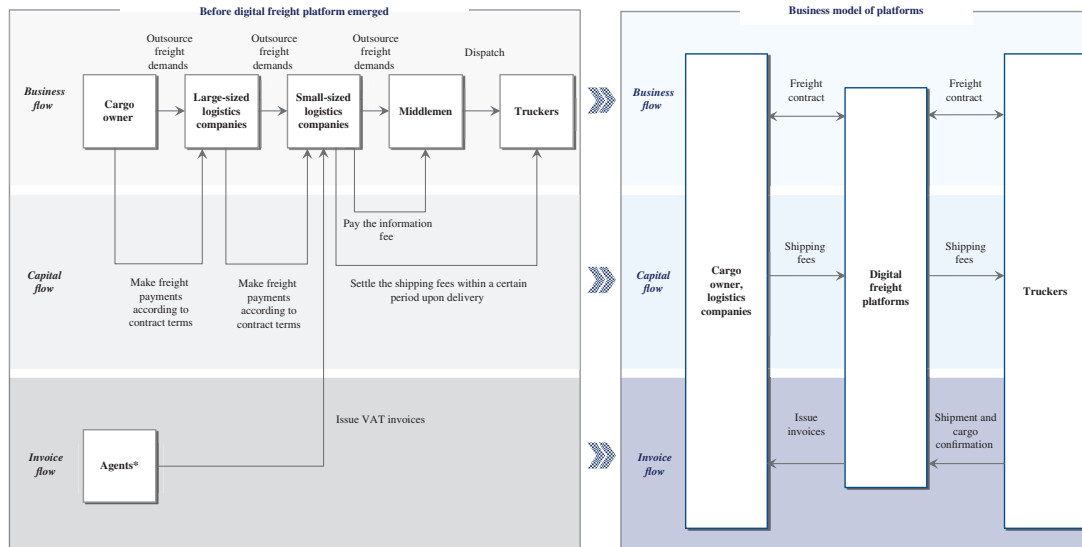 Before digital freight platform emerged
Business model of platforms
Business
flow
Outsource
freight
demands
Outsource
freight
demands
Outsource
freight
demands
Dispatch
Cargo
owner
Large-sized
logistics
companies
Small-sized
logistics
companies
Middlemen
Truckers
Capital
flow
Make freight
payments
according to
contract terms
Make freight
payments
according to
contract terms
Pay the information
fee
Settle the shipping fees within a certain
period upon delivery
Invoice
flow
Agents*
Issue VAT invoices
Business
flow
Freight
contract
Freight
contract
Capital
flow
Cargo
owner,
logistics
companies
Shipping
fees
Digital
freight
platforms
Shipping
fees
Truckers
Invoice
flow
Issue
invoices
Shipment and
cargo
confirmation